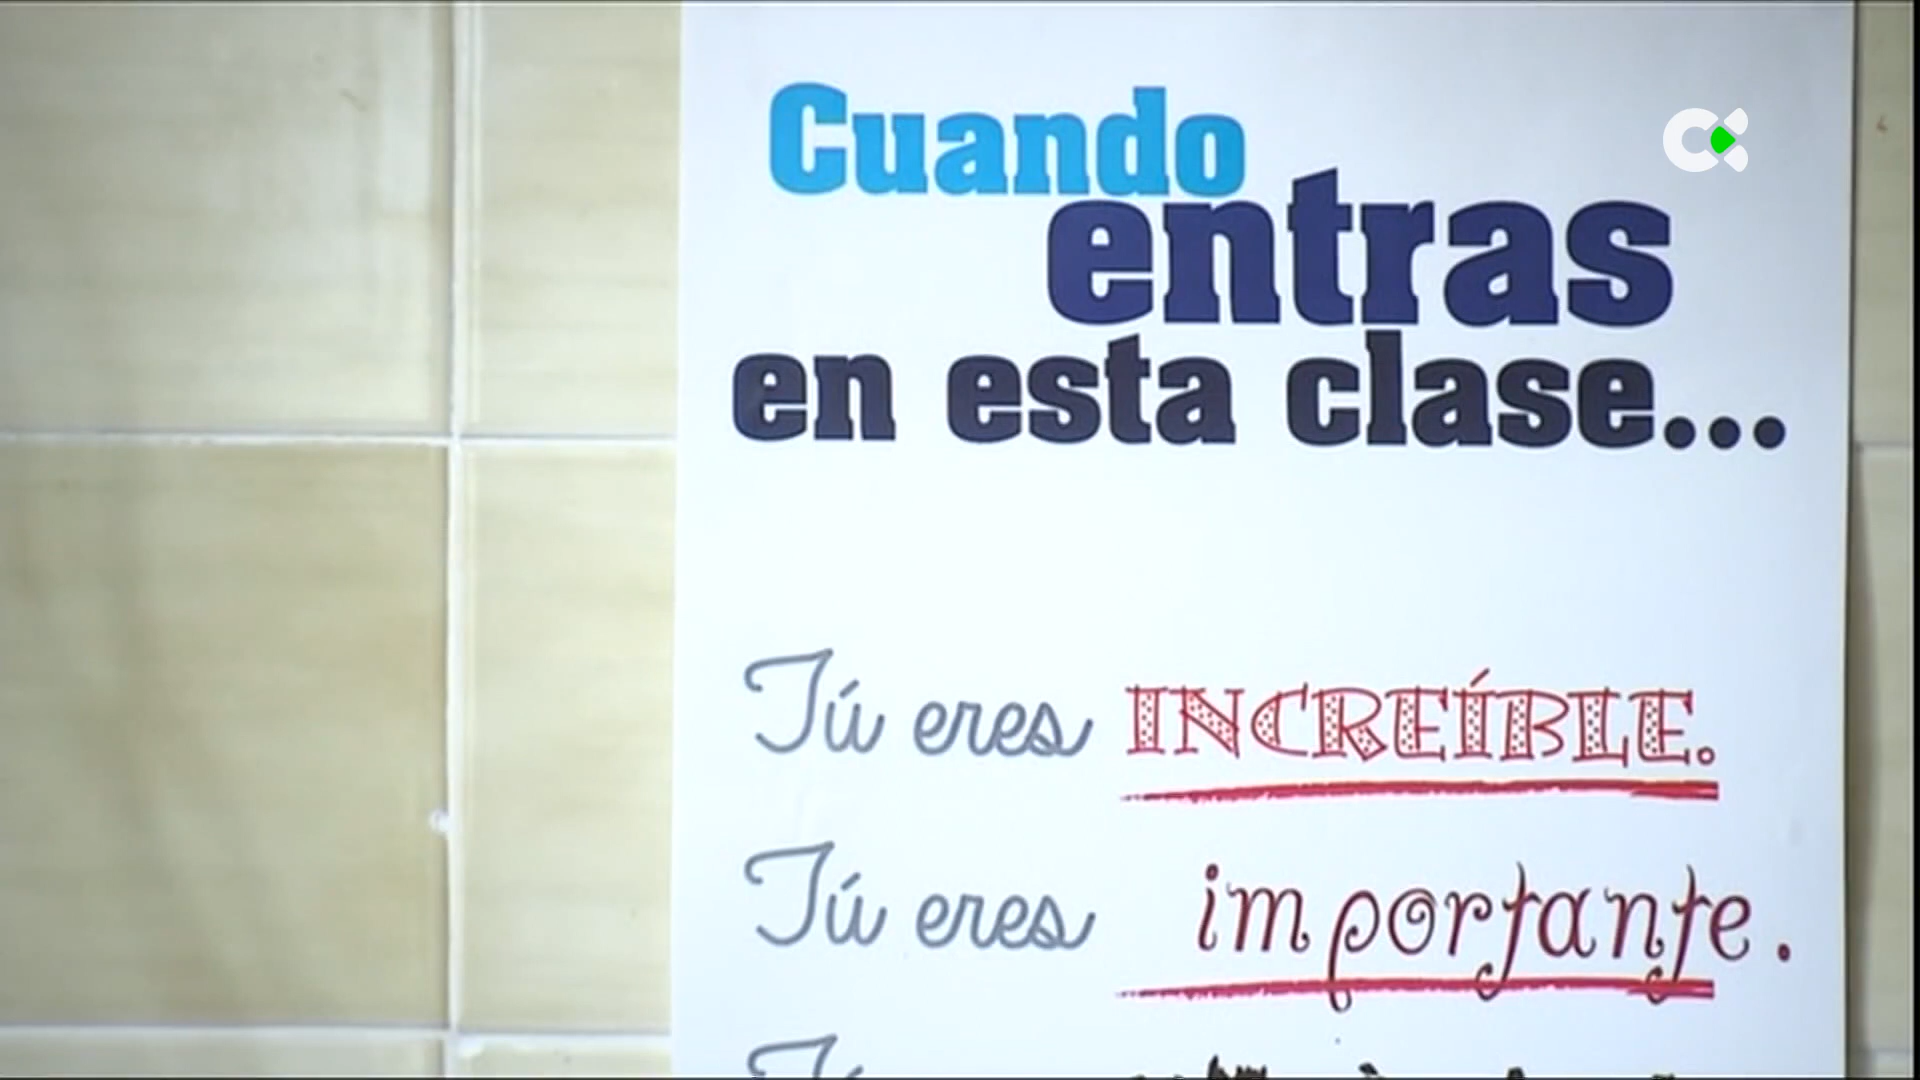 Cuando
entras
en esta clase...
Tú eres INCREÍBLE.
Tú eres importante.